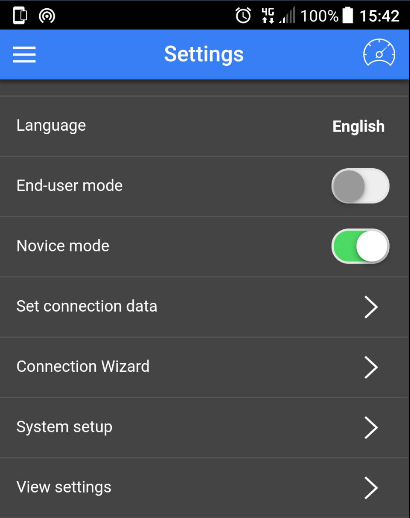 4G 100% 15:42
Settings
Language English
End-user mode
Novice mode
Set connection data
Connection Wizard
System setup
View settings